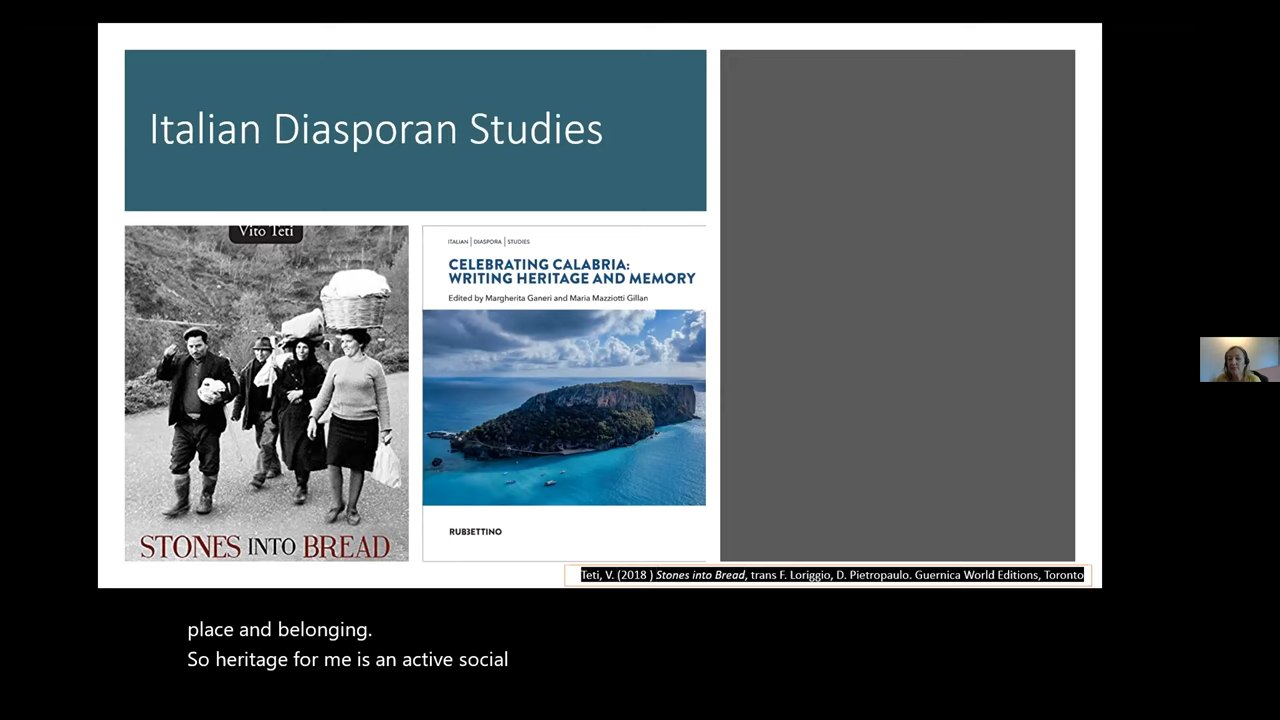 Italian Diasporan Studies
Vito Teti
STONES INTO BREAD
ITALIAN | DIASPORA | STUDIES
CELEBRATING CALABRIA:
WRITING HERITAGE AND MEMORY
Edited by Margherita Ganeri and Maria Mazziotti Gillan
RUBBETTINO
Teti, V. (2018 ) Stones into Bread, trans F. Loriggio, D. Pietropaulo. Guernica World Editions, Toronto
place and belonging.
So heritage for me is an active social